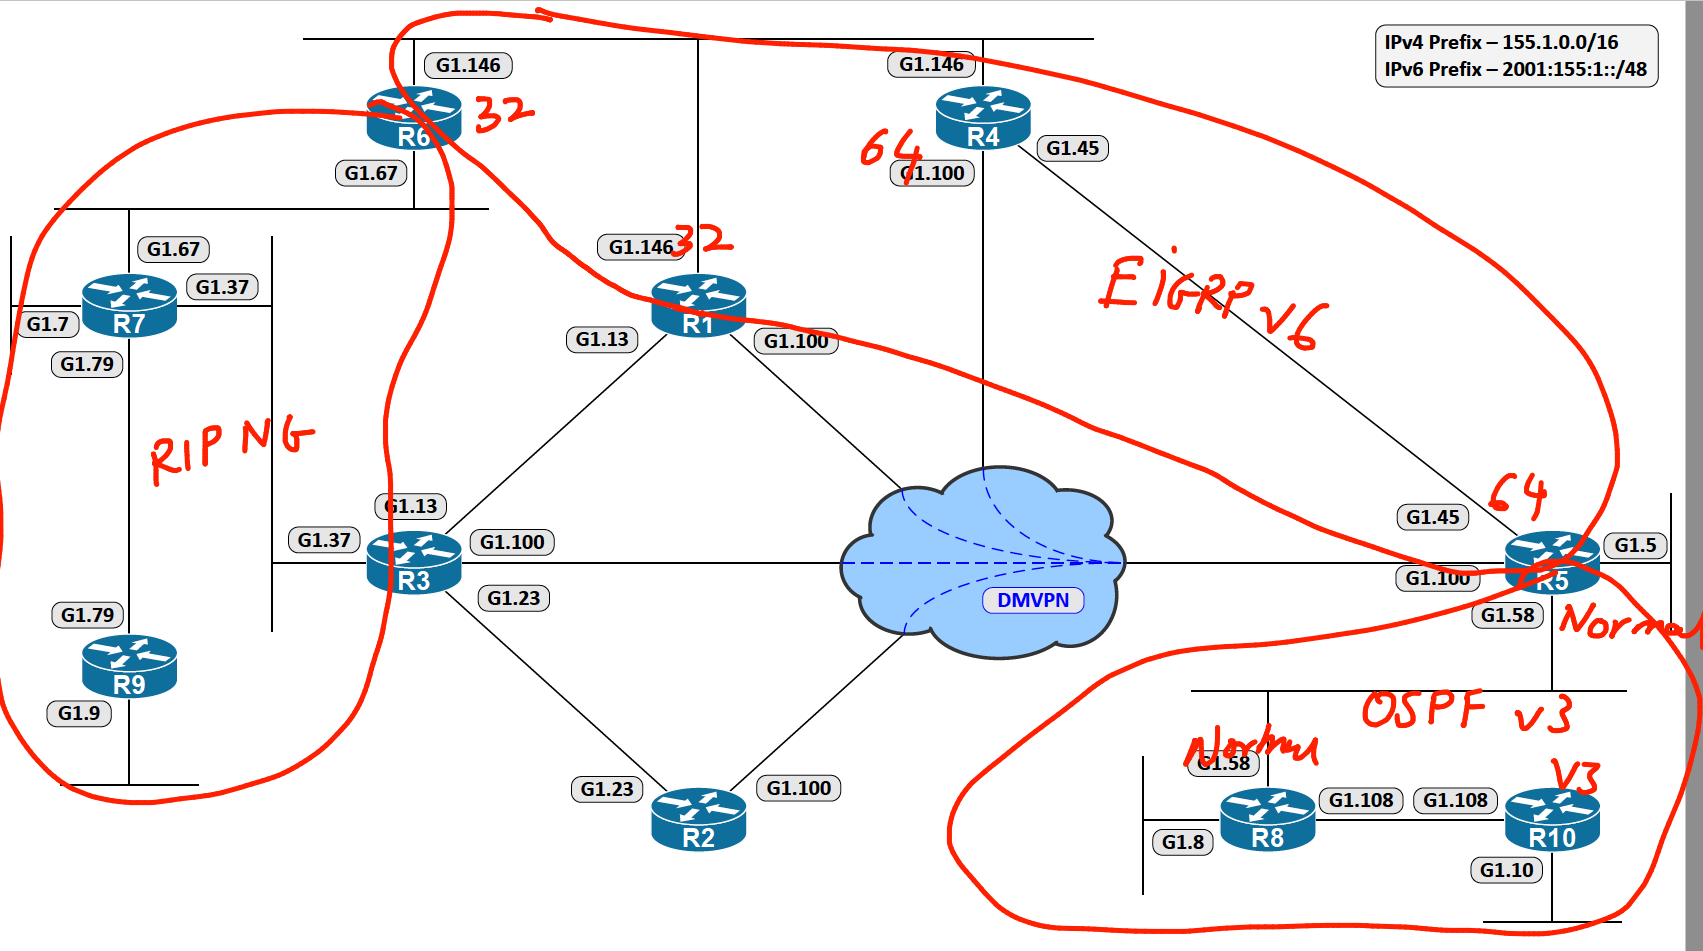 IPv4 Prefix – 155.1.0.0/16
IPv6 Prefix – 2001:155:1::/48
G1.146
G1.146
R6
32
R4
64
G1.45
G1.67
G1.100
G1.67
G1.146
32
G1.37
EiGRP v6
G1.7
R7
R1
G1.13
G1.100
G1.79
RIP NG
G1.13
64
G1.45
G1.37
R3
G1.100
G1.5
R5
G1.100
G1.23
DMVPN
G1.79
G1.58
Normal
R9
G1.9
OSPF v3
Normal
G1.58
v3
G1.23
G1.100
R2
G1.108
G1.108
R8
R10
G1.8
G1.10